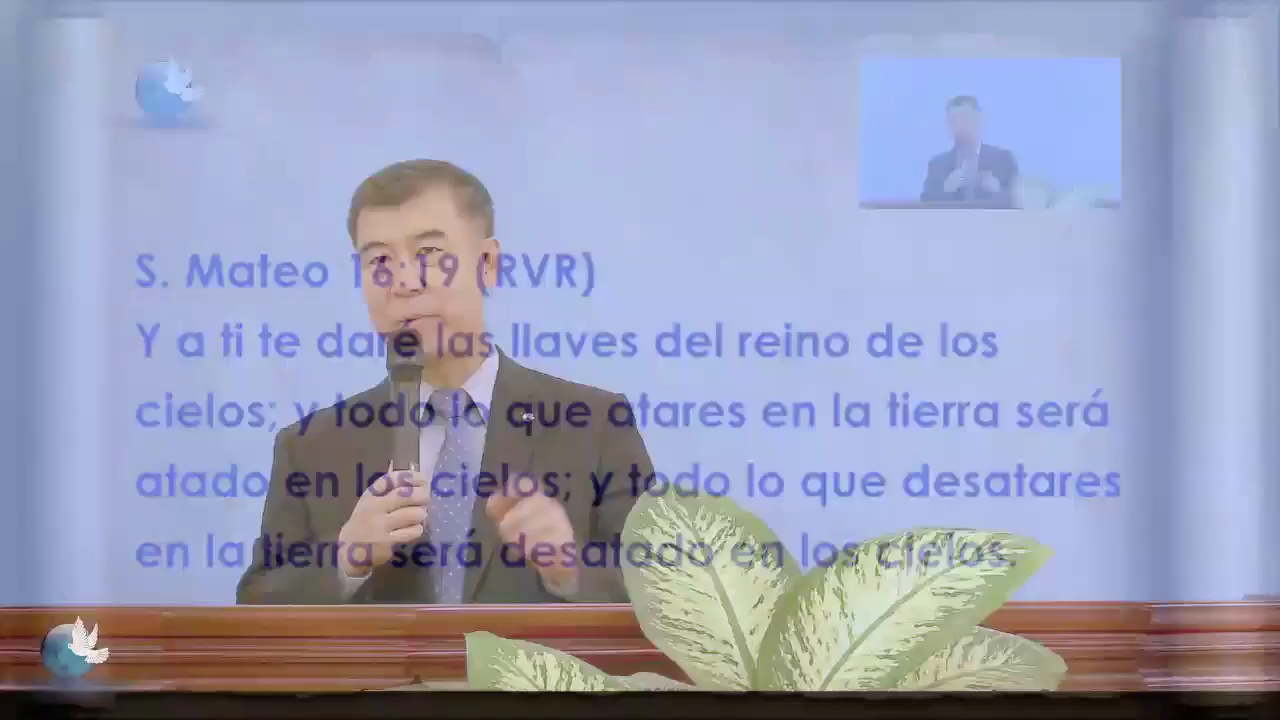 S. Mateo 16:19 (RVR)
Y a ti te daré las llaves del reino de los
cielos; y todo lo que atares en la tierra será
atado en los cielos; y todo lo que desatares
en la tierra será desatado en los cielos.